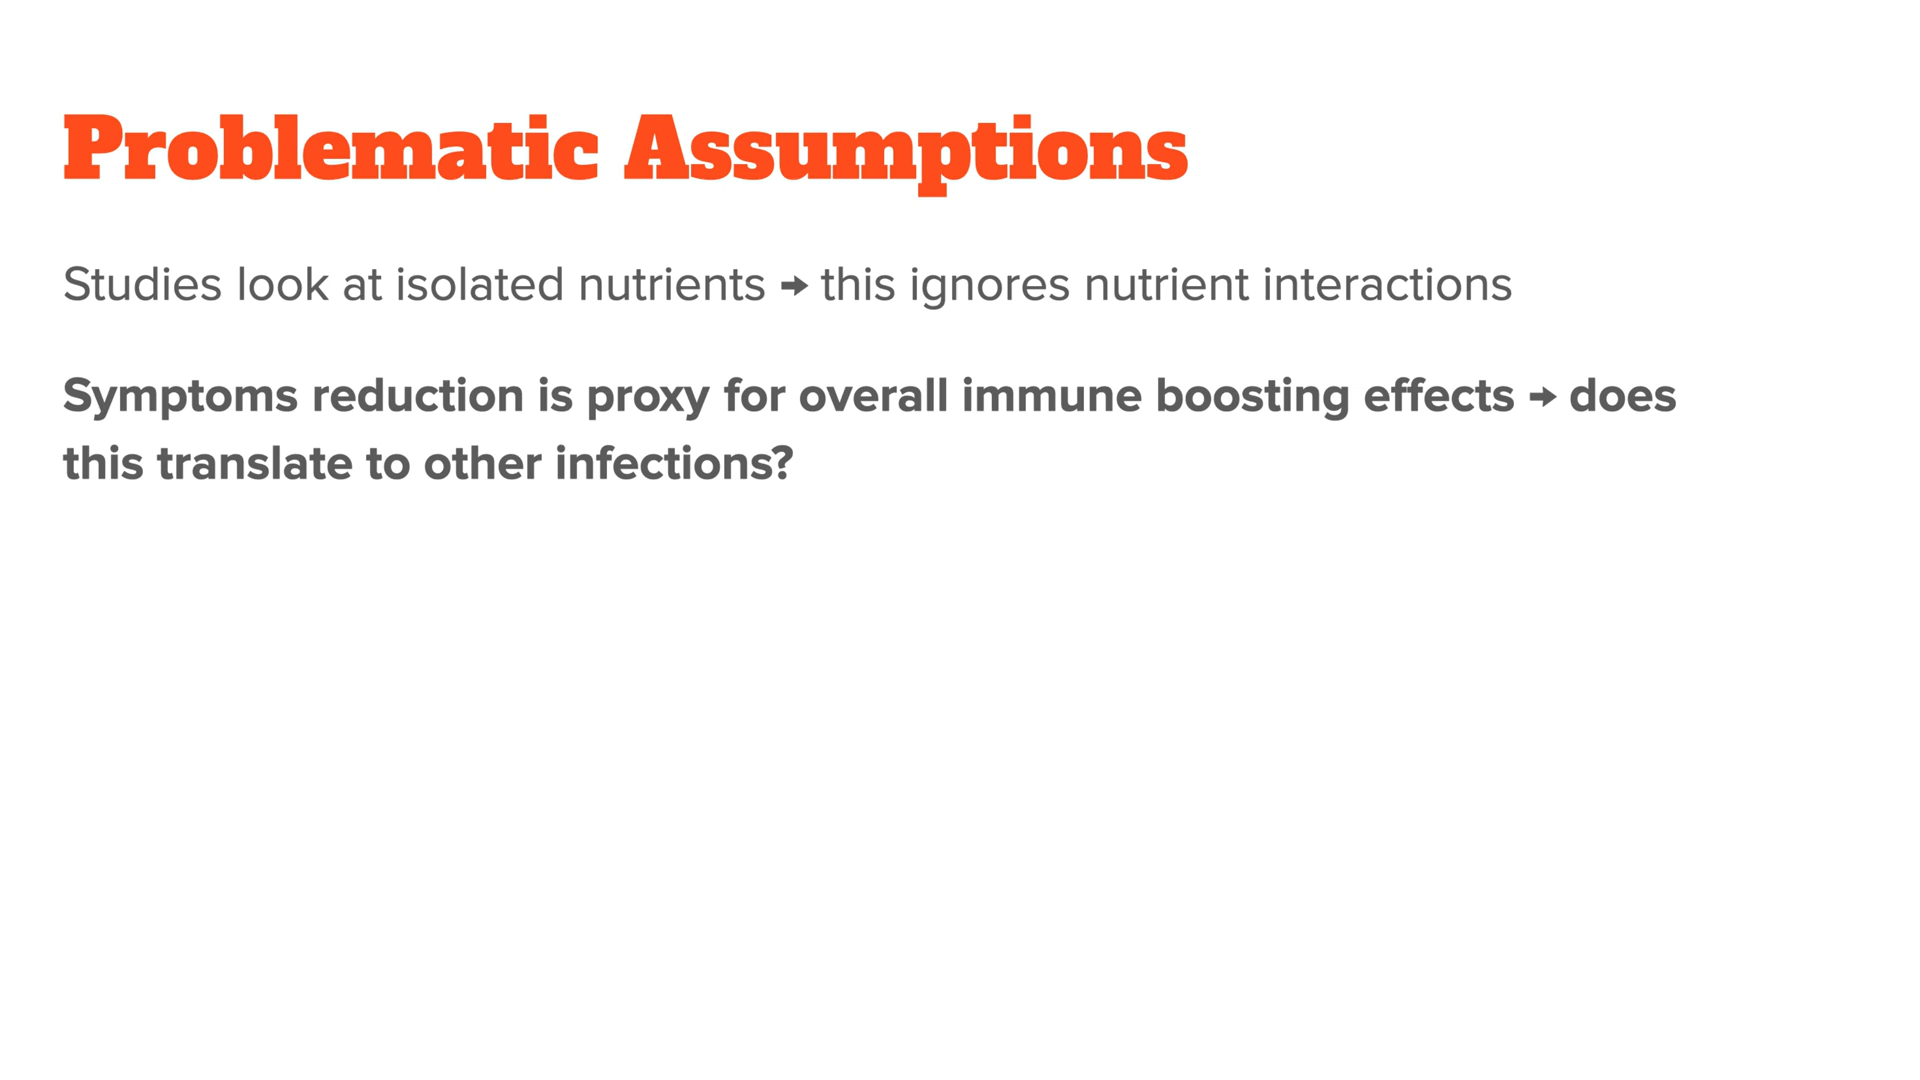 Problematic Assumptions
Studies look at isolated nutrients → this ignores nutrient interactions
Symptoms reduction is proxy for overall immune boosting effects → does
this translate to other infections?